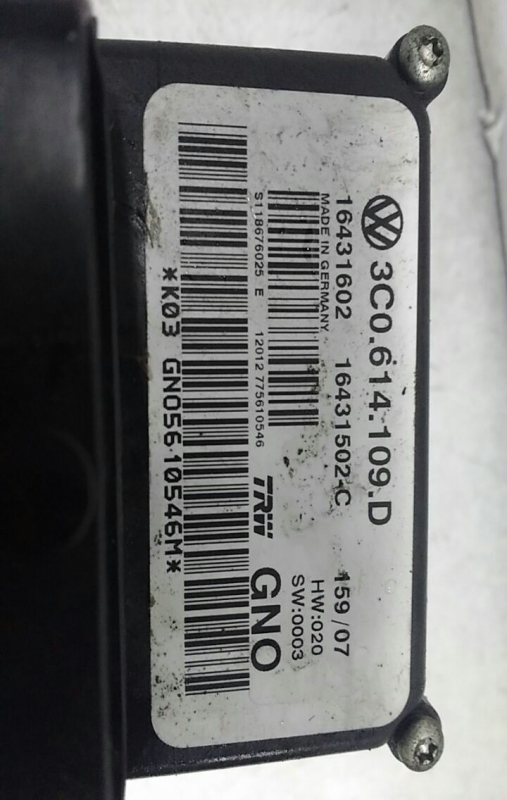 3C0.614.109.D
16431602 16431502-C 159/07
MADE IN GERMANY HW:020
SW:0003
S118676025 E 12012 775610546 TRW GNO
*K03 GNO5610546M*